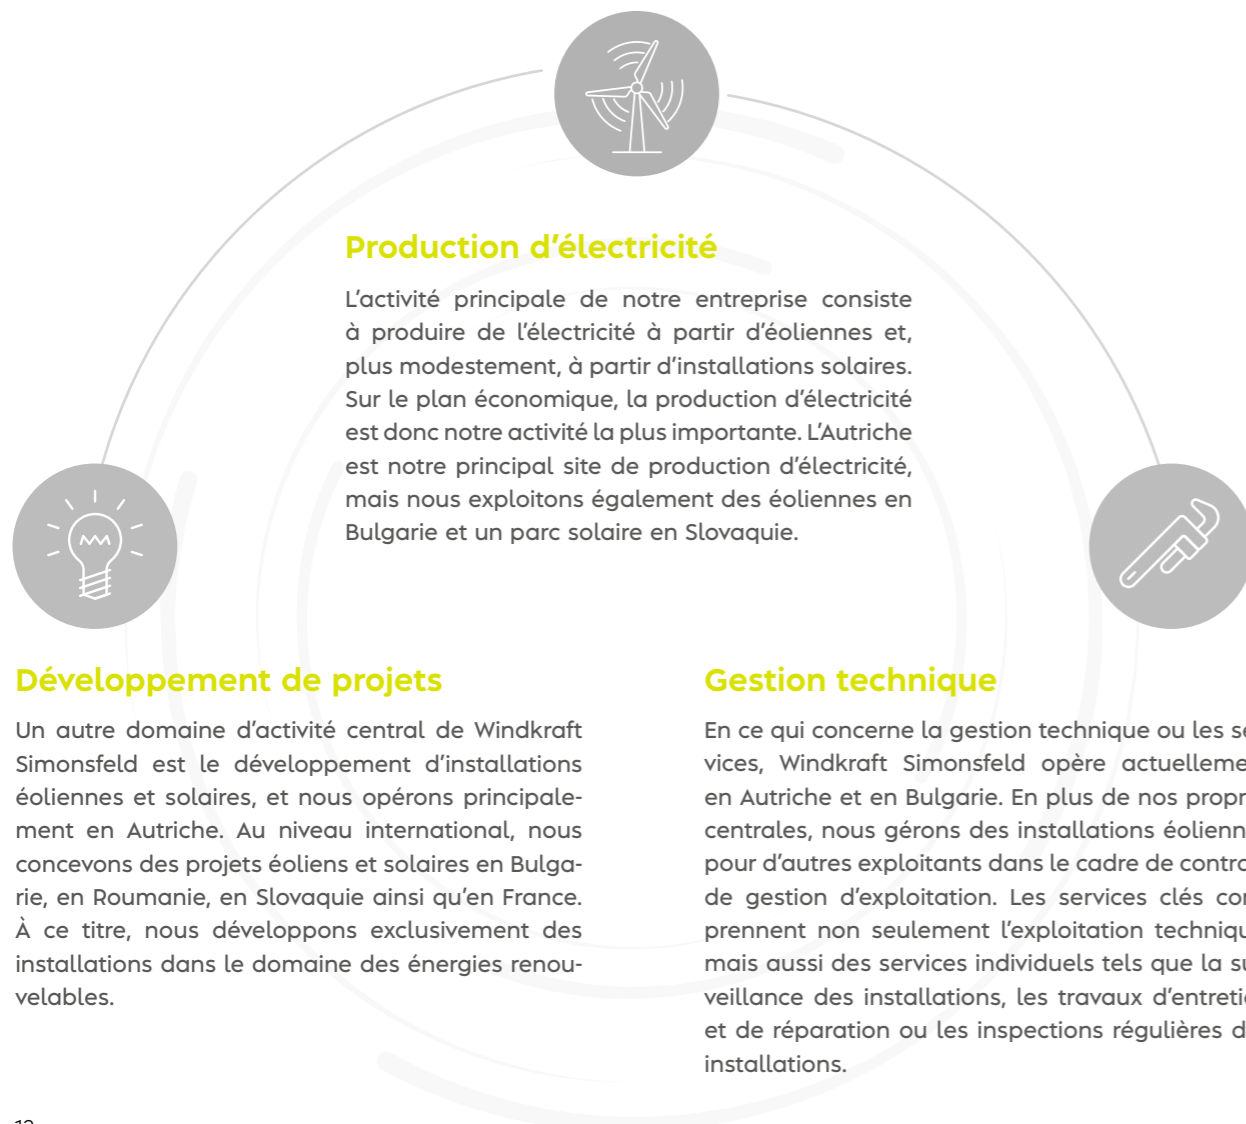 Production d’électricité
L’activité principale de notre entreprise consiste
à produire de l’électricité à partir d’éoliennes et,
plus modestement, à partir d’installations solaires.
Sur le plan économique, la production d’électricité
est donc notre activité la plus importante. L’Autriche
est notre principal site de production d’électricité,
mais nous exploitons également des éoliennes en
Bulgarie et un parc solaire en Slovaquie.
Développement de projets
Un autre domaine d’activité central de Windkraft
Simonsfeld est le développement d’installations
éoliennes et solaires, et nous opérons principale-
ment en Autriche. Au niveau international, nous
concevons des projets éoliens et solaires en Bulga-
rie, en Roumanie, en Slovaquie ainsi qu’en France.
À ce titre, nous développons exclusivement des
installations dans le domaine des énergies renou-
velables.
Gestion technique
En ce qui concerne la gestion technique ou les
vices, Windkraft Simonsfeld opère
en Autriche et en Bulgarie. En plus de nos
centrales, nous gérons des installations
pour d’autres exploitants dans le cadre de
de gestion d’exploitation. Les services clés
prennent non seulement l’exploitation
mais aussi des services individuels tels que la
veillance des installations, les travaux
et de réparation ou les inspections régulières
installations.